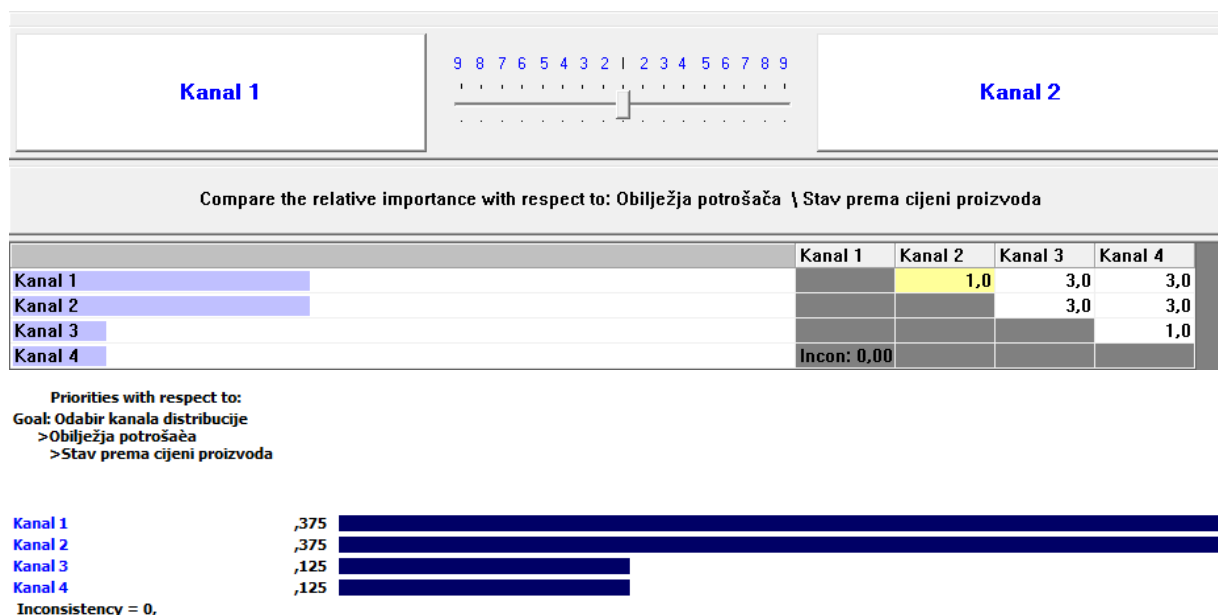 Kanal 1 9 8 7 6 5 4 3 2 1 2 3 4 5 6 7 8 9 Kanal 2
Compare the relative importance with respect to: Obilježja potrošača \ Stav prema cijeni proizvoda
Kanal 1 Kanal 2 Kanal 3 Kanal 4
Kanal 1 1,0 3,0 3,0
Kanal 2 3,0 3,0
Kanal 3 1,0
Kanal 4 Incon: 0,00
Priorities with respect to:
Goal: Odabir kanala distribucije
>Obilježja potrošaèa
>Stav prema cijeni proizvoda
Kanal 1 ,375
Kanal 2 ,375
Kanal 3 ,125
Kanal 4 ,125
Inconsistency = 0,